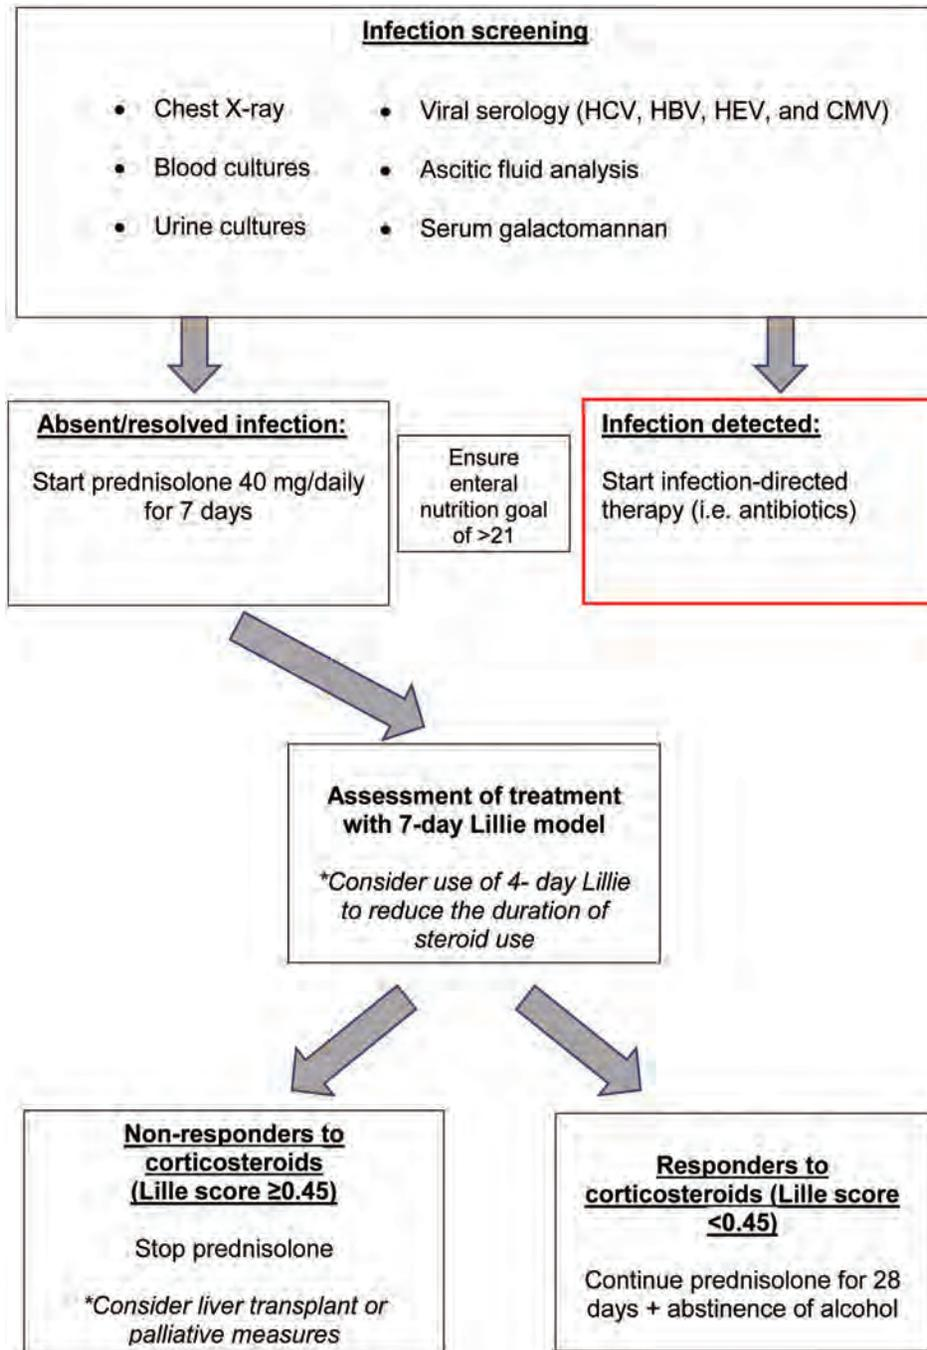 Infection screening
• Chest X-ray
• Blood cultures
• Urine cultures
• Viral serology (HCV, HBV, HEV, and CMV)
• Ascitic fluid analysis
• Serum galactomannan
Absent/resolved infection:
Start prednisolone 40 mg/daily
for 7 days
Ensure
enteral
nutrition goal
of >21
Infection detected:
Start infection-directed
therapy (i.e. antibiotics)
Assessment of treatment
with 7-day Lillie model
*Consider use of 4- day Lillie
to reduce the duration of
steroid use
Non-responders to
corticosteroids
(Lille score ≥0.45)
Stop prednisolone
*Consider liver transplant or
palliative measures
Responders to
corticosteroids (Lille score
<0.45)
Continue prednisolone for 28
days + abstinence of alcohol